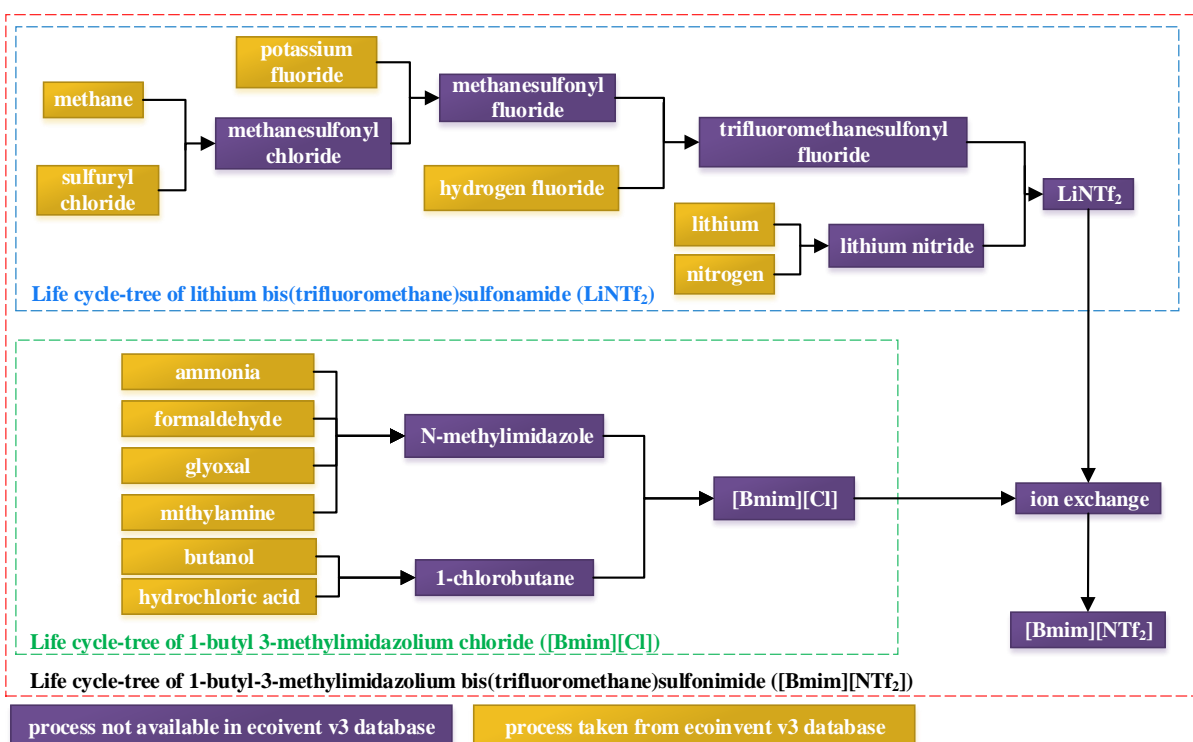 potassium
fluoride
methane
methanesulfonyl
fluoride
methanesulfonyl
chloride
trifluoromethanesulfonyl
fluoride
sulfuryl
chloride
hydrogen fluoride
LiNTf₂
lithium
lithium nitride
nitrogen
Life cycle-tree of lithium bis(trifluoromethane)sulfonamide (LiNTf₂)
ammonia
formaldehyde
N-methylimidazole
glyoxal
[Bmim][Cl]
ion exchange
mithylamine
butanol
1-chlorobutane
hydrochloric acid
[Bmim][NTf₂]
Life cycle-tree of 1-butyl 3-methylimidazolium chloride ([Bmim][Cl])
Life cycle-tree of 1-butyl-3-methylimidazolium bis(trifluoromethane)sulfonimide ([Bmim][NTf₂])
process not available in ecoivent v3 database
process taken from ecoinvent v3 database